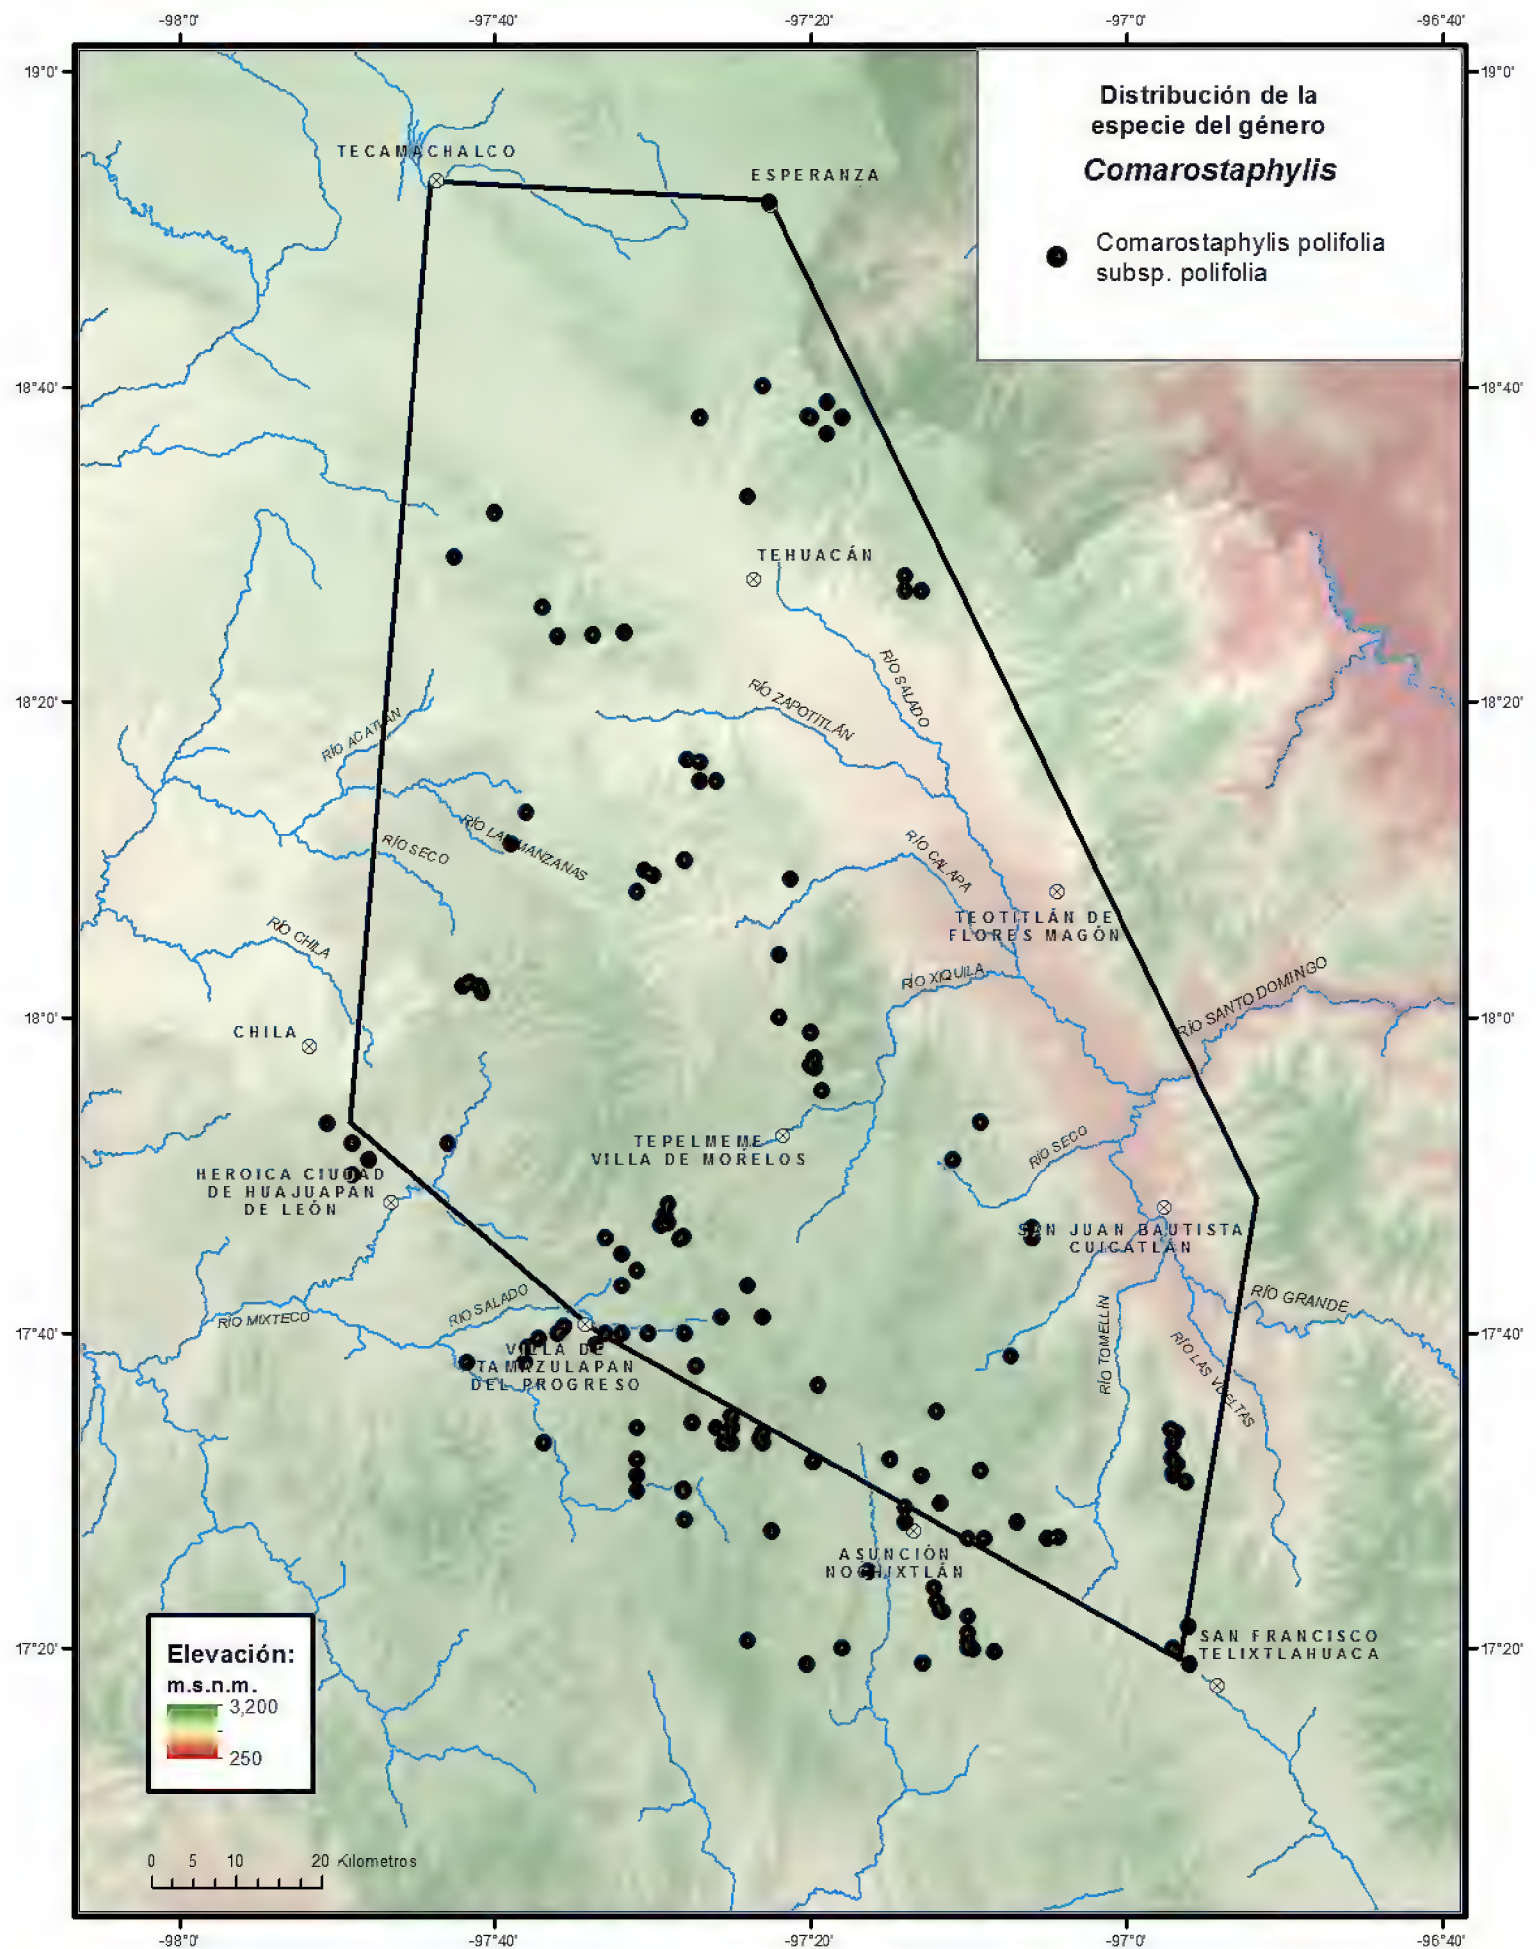 -98°0'
-97°40'
-97°20'
-97°0'
-96°40'
19°0'
19°0'
Distribución de la
especie del género
Comarostaphylis
Comarostaphylis polifolia
subsp. polifolia
TECAMACHALCO
ESPERANZA
18°40'
18°40'
TEHUACÁN
RÍO SALADO
18°20'
18°20'
RÍO ZAPOTITLÁN
RÍO ACATLÁN
RÍO LAS MANZANAS
RÍO SECO
RÍO CALAPA
TEOTITLÁN DE
FLORES MAGÓN
RÍO CHILA
RÍO XIQUILA
RÍO SANTO DOMINGO
18°0'
18°0'
CHILA
TEPELMEME
VILLA DE MORELOS
RÍO SECO
HEROICA CIUDAD
DE HUAJUAPAN
DE LEÓN
SAN JUAN BAUTISTA
CUICATLÁN
RÍO SALADO
RÍO MIXTECO
RÍO GRANDE
17°40'
17°40'
VILLA DE
TAMAZULAPAN
DEL PROGRESO
RÍO TOMELLÍN
RÍO LAS VUELTAS
ASUNCIÓN
NOCHIXTLÁN
17°20'
17°20'
SAN FRANCISCO
TELIXTLAHUACA
Elevación:
m.s.n.m.
3,200
250
0 5 10 20 Kilometros
-98°0'
-97°40'
-97°20'
-97°0'
-96°40'